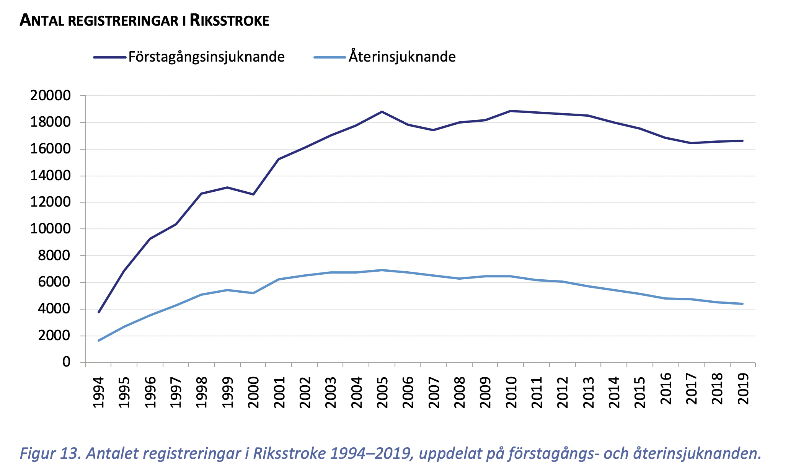 ANTAL REGISTRERINGAR I RIKSSTROKE
Förstagångsinsjuknande Återinsjuknande
20000
18000
16000
14000
12000
10000
8000
6000
4000
2000
0
1994 1995 1996 1997 1998 1999 2000 2001 2002 2003 2004 2005 2006 2007 2008 2009 2010 2011 2012 2013 2014 2015 2016 2017 2018 2019
Figur 13. Antalet registreringar i Riksstroke 1994–2019, uppdelat på förstagångs- och återinsjuknanden.